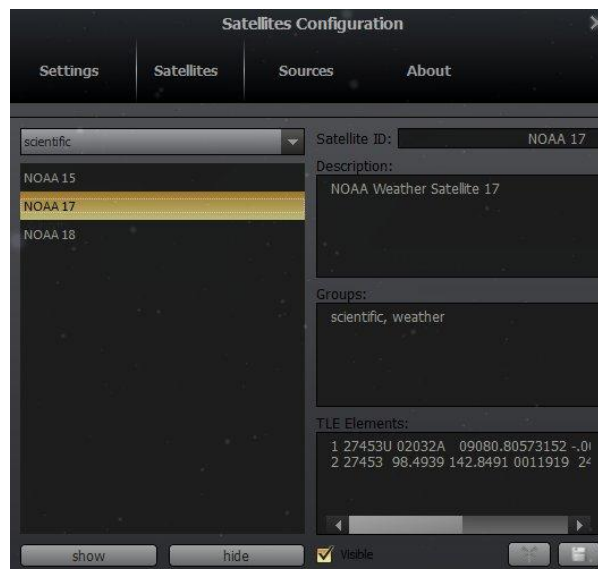 Satellites Configuration
Settings Satellites Sources About
scientific
NOAA 15
NOAA 17
NOAA 18
show hide
Satellite ID: NOAA 17
Description:
NOAA Weather Satellite 17
Groups:
scientific, weather
TLE Elements:
1 27453U 02032A 09080.80573152 -.00
2 27453 98.4939 142.8491 0011919 24
Visible